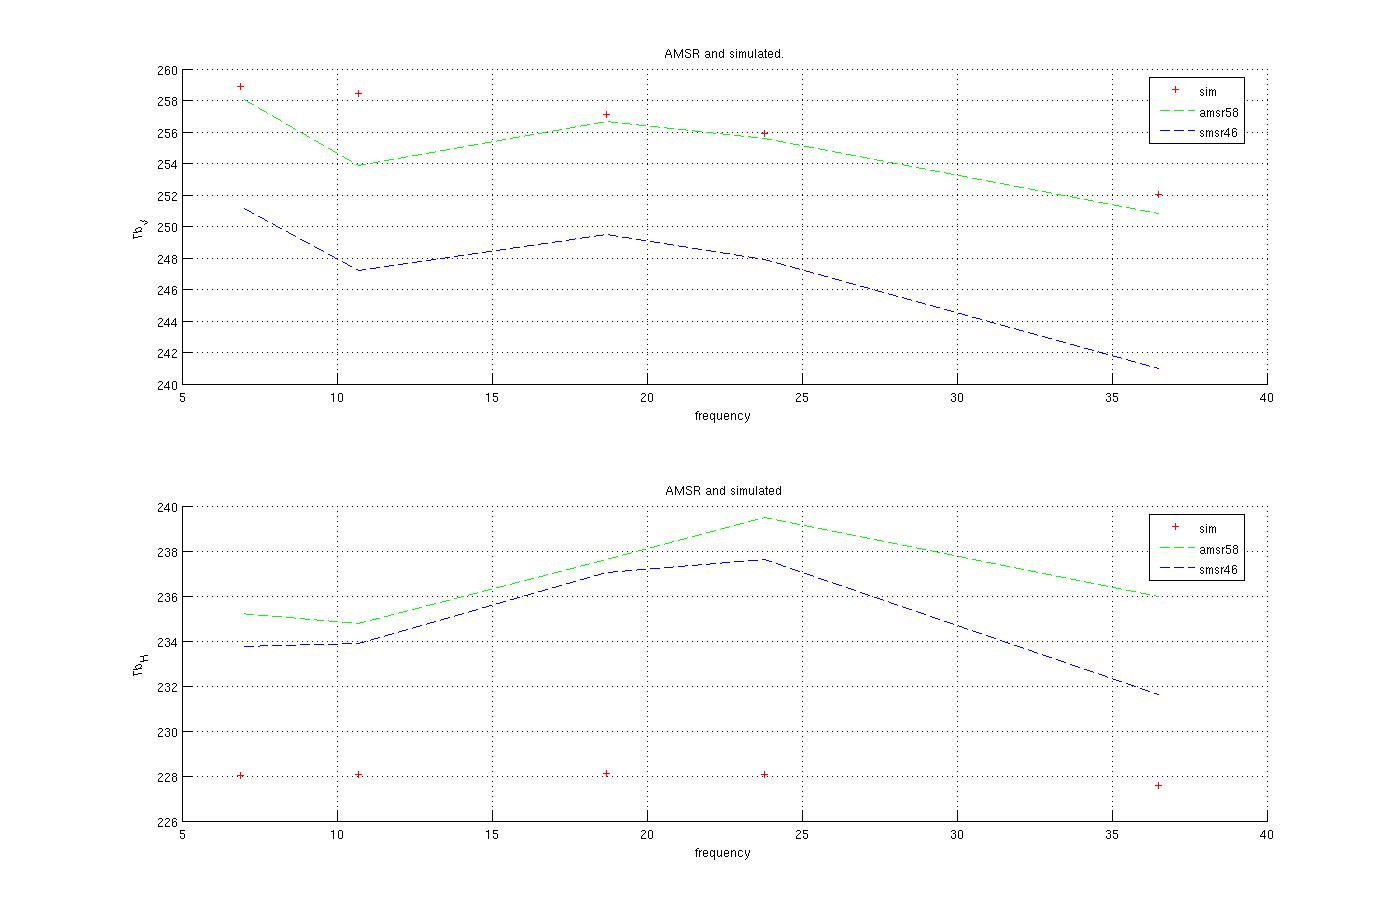 AMSR and simulated.
260
258
256
254
252
250
248
246
244
242
240
Tb_v
5 10 15 20 25 30 35 40
frequency
sim
amsr58
smsr46
AMSR and simulated
240
238
236
234
232
230
228
226
Tb_H
5 10 15 20 25 30 35 40
frequency
sim
amsr58
smsr46